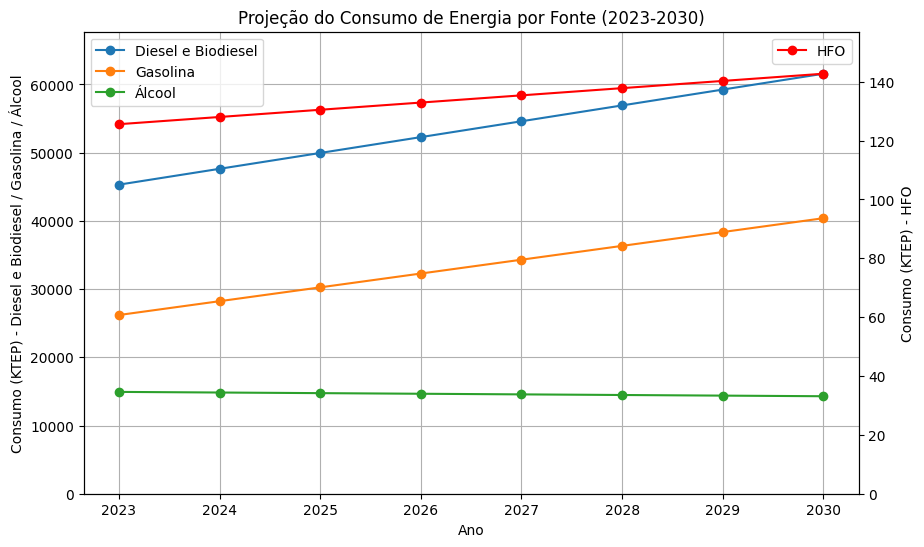 Projeção do Consumo de Energia por Fonte (2023-2030)
Diesel e Biodiesel
Gasolina
Álcool
HFO
Consumo (KTEP) - Diesel e Biodiesel / Gasolina / Álcool
60000
50000
40000
30000
20000
10000
0
140
120
100
80
60
40
20
0
Consumo (KTEP) - HFO
2023 2024 2025 2026 2027 2028 2029 2030
Ano